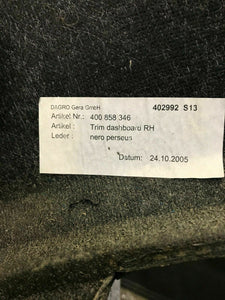 DAGRO Gera GmbH 402992 S13
Artikel Nr.: 400 858 346
Artikel : Trim dashboard RH
Leder : nero perseus
Datum: 24.10.2005